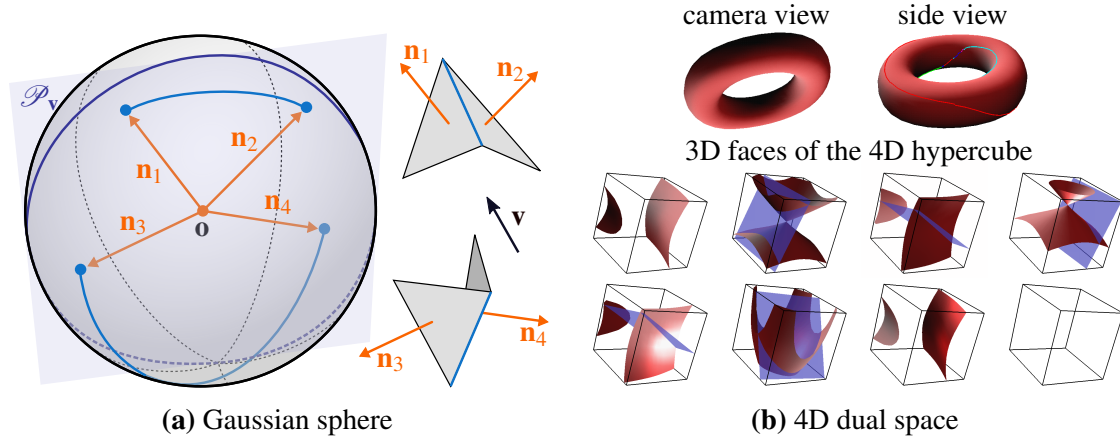 𝒫ᵥ
n₁
n₂
n₃
n₄
o
n₁
n₂
v
n₃
n₄
(a) Gaussian sphere
camera view
side view
3D faces of the 4D hypercube
(b) 4D dual space